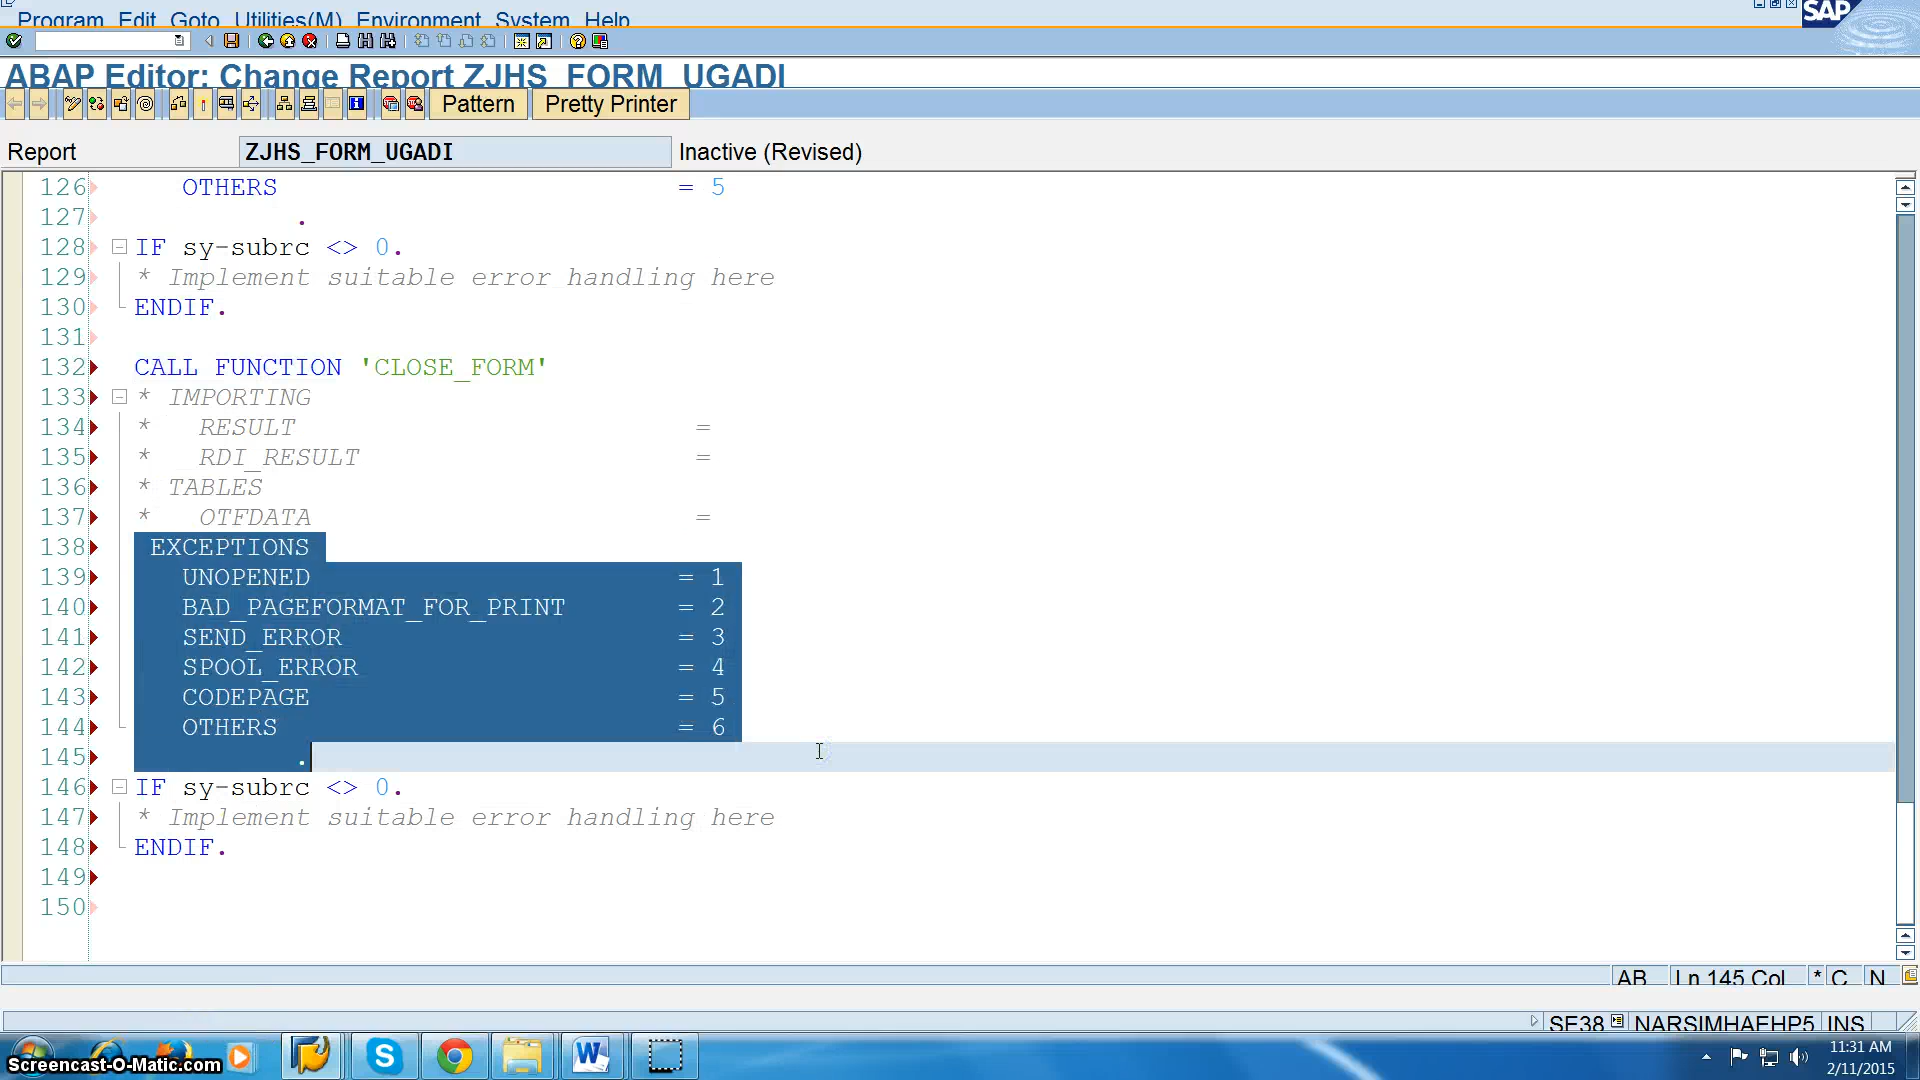 Program Edit Goto Utilities(M) Environment System Help
SAP
ABAP Editor: Change Report ZJHS_FORM_UGADI
Pattern Pretty Printer
Report ZJHS_FORM_UGADI Inactive (Revised)
126 OTHERS = 5
127 .
128 IF sy-subrc <> 0.
129 * Implement suitable error handling here
130 ENDIF.
131
132 CALL FUNCTION 'CLOSE_FORM'
133 * IMPORTING
134 * RESULT =
135 * RDI_RESULT =
136 * TABLES
137 * OTFDATA =
138 EXCEPTIONS
139 UNOPENED = 1
140 BAD_PAGEFORMAT_FOR_PRINT = 2
141 SEND_ERROR = 3
142 SPOOL_ERROR = 4
143 CODEPAGE = 5
144 OTHERS = 6
145 .
146 IF sy-subrc <> 0.
147 * Implement suitable error handling here
148 ENDIF.
149
150
AB Ln 145 Col * C N
SE38 NARSIMHAEHP5 INS
Screencast-O-Matic.com
11:31 AM
2/11/2015